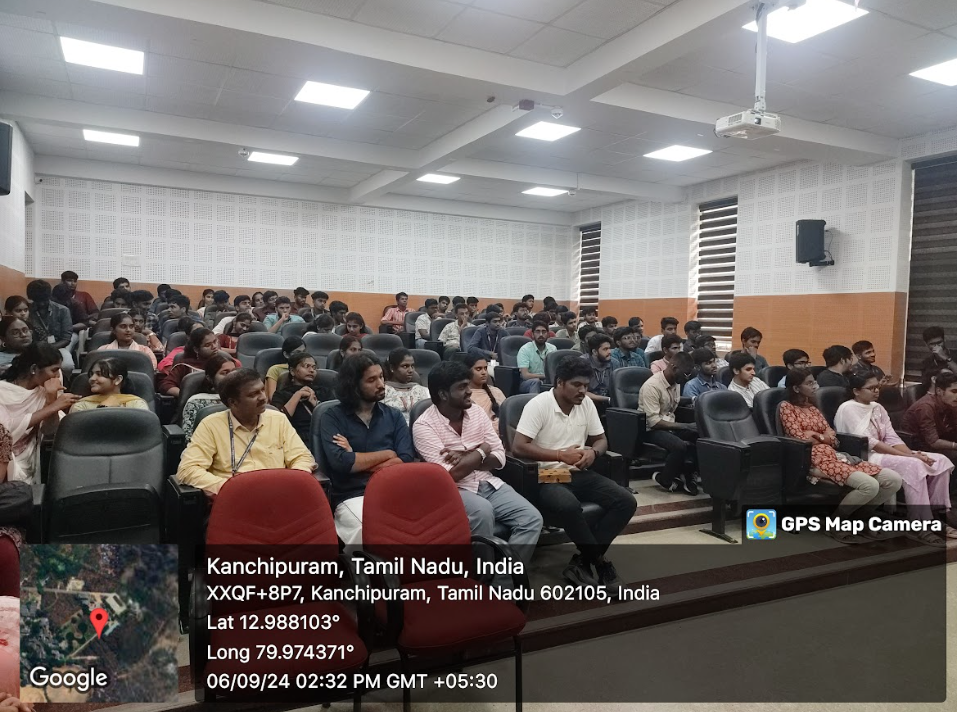 GPS Map Camera
Kanchipuram, Tamil Nadu, India
XXQF+8P7, Kanchipuram, Tamil Nadu 602105, India
Lat 12.988103°
Long 79.974371°
06/09/24 02:32 PM GMT +05:30
Google